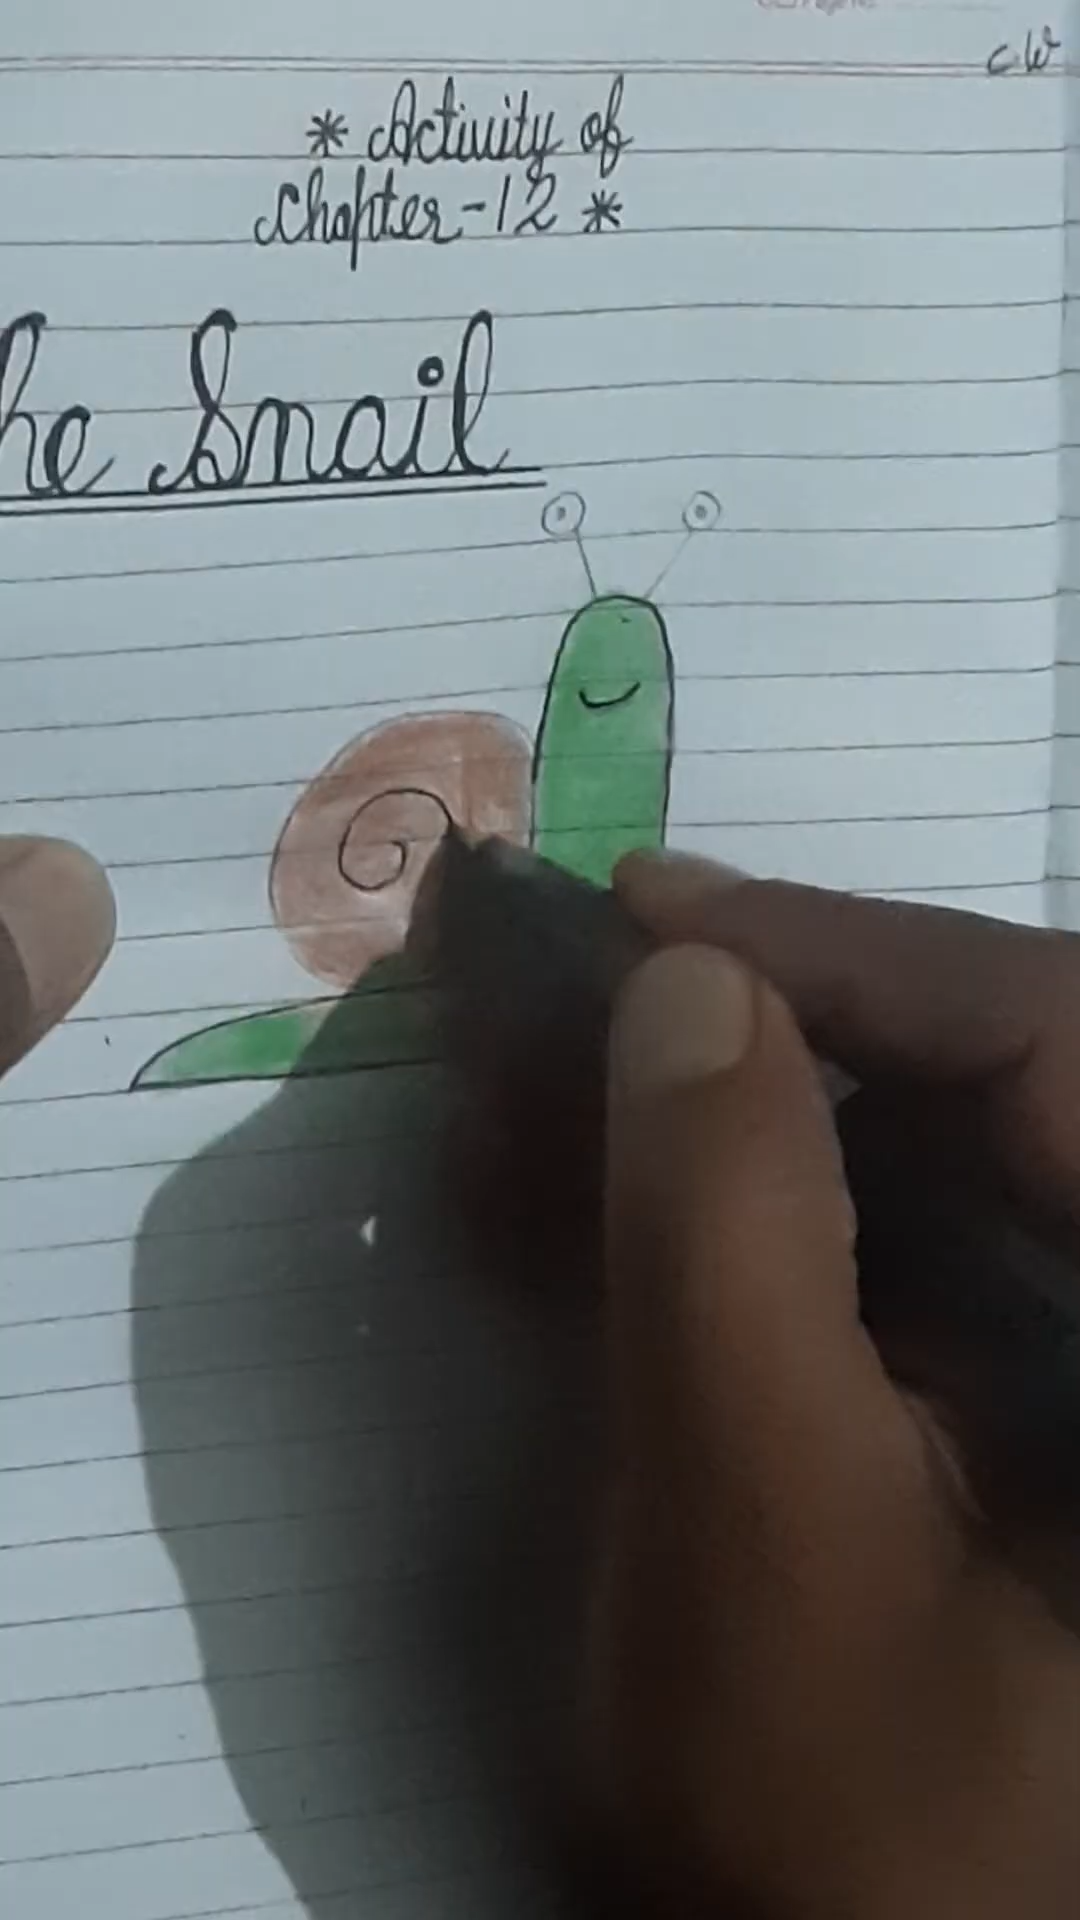 CW
* Activity of
Chapter-12 *
he Snail